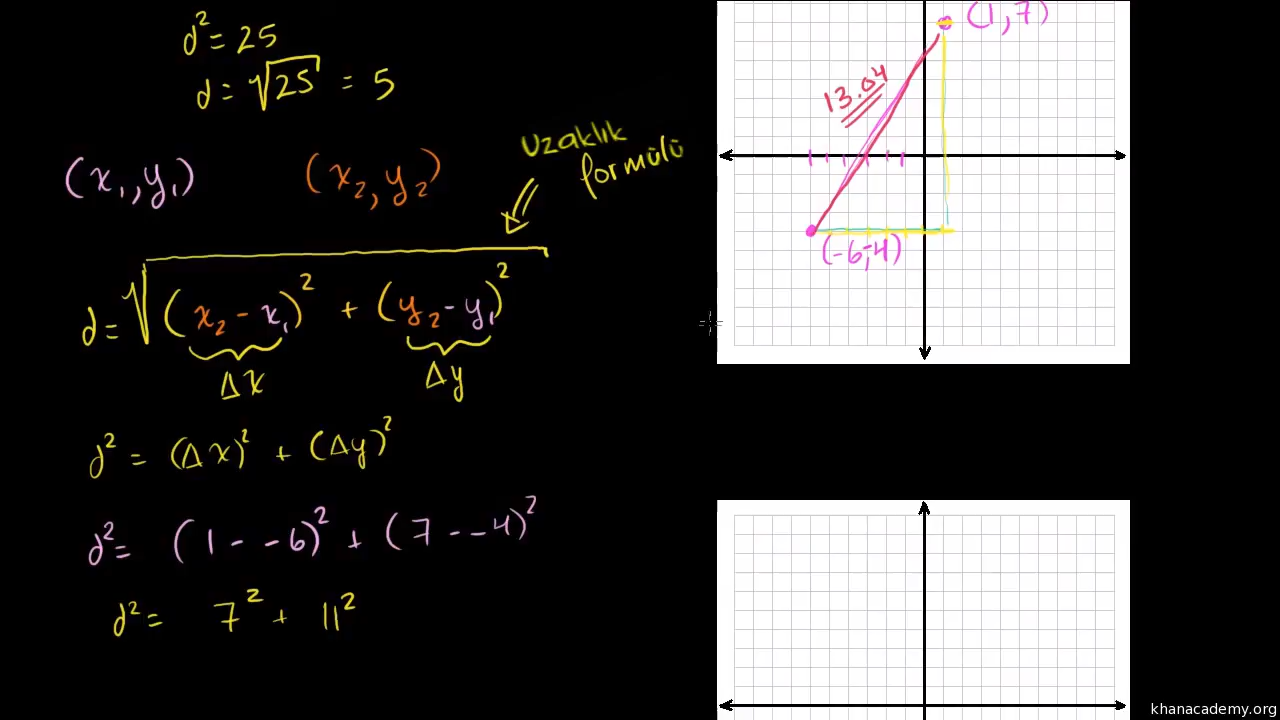 d² = 25
d = √25 = 5
(x₁, y₁) (x₂, y₂)
Uzaklık
formülü
d = √(x₂ - x₁)² + (y₂ - y₁)²
Δx Δy
d² = (Δx)² + (Δy)²
d² = (1 - -6)² + (7 - -4)²
d² = 7² + 11²
(1, 7)
13.04
(-6, -4)
khanacademy.org